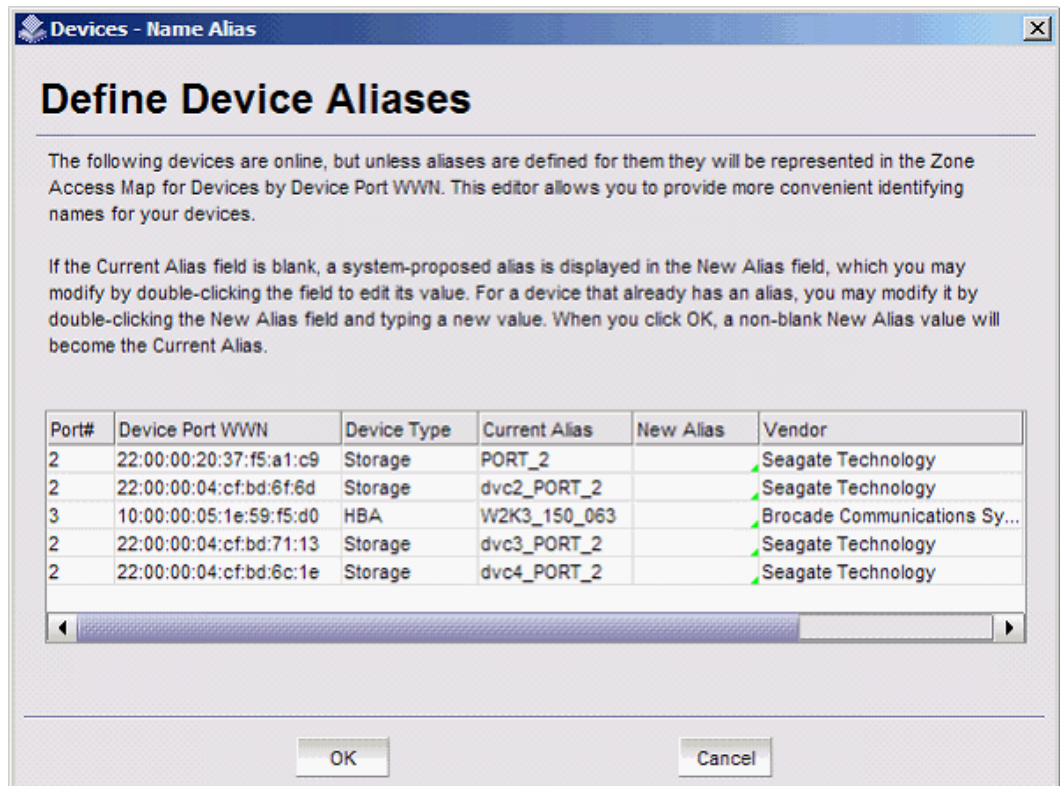 Devices - Name Alias
Define Device Aliases
The following devices are online, but unless aliases are defined for them they will be represented in the Zone
Access Map for Devices by Device Port WWN. This editor allows you to provide more convenient identifying
names for your devices.
If the Current Alias field is blank, a system-proposed alias is displayed in the New Alias field, which you may
modify by double-clicking the field to edit its value. For a device that already has an alias, you may modify it by
double-clicking the New Alias field and typing a new value. When you click OK, a non-blank New Alias value will
become the Current Alias.
Port# Device Port WWN Device Type Current Alias New Alias Vendor
2 22:00:00:20:37:f5:a1:c9 Storage PORT_2 Seagate Technology
2 22:00:00:04:cf:bd:6f:6d Storage dvc2_PORT_2 Seagate Technology
3 10:00:00:05:1e:59:f5:d0 HBA W2K3_150_063 Brocade Communications Sy...
2 22:00:00:04:cf:bd:71:13 Storage dvc3_PORT_2 Seagate Technology
2 22:00:00:04:cf:bd:6c:1e Storage dvc4_PORT_2 Seagate Technology
OK Cancel